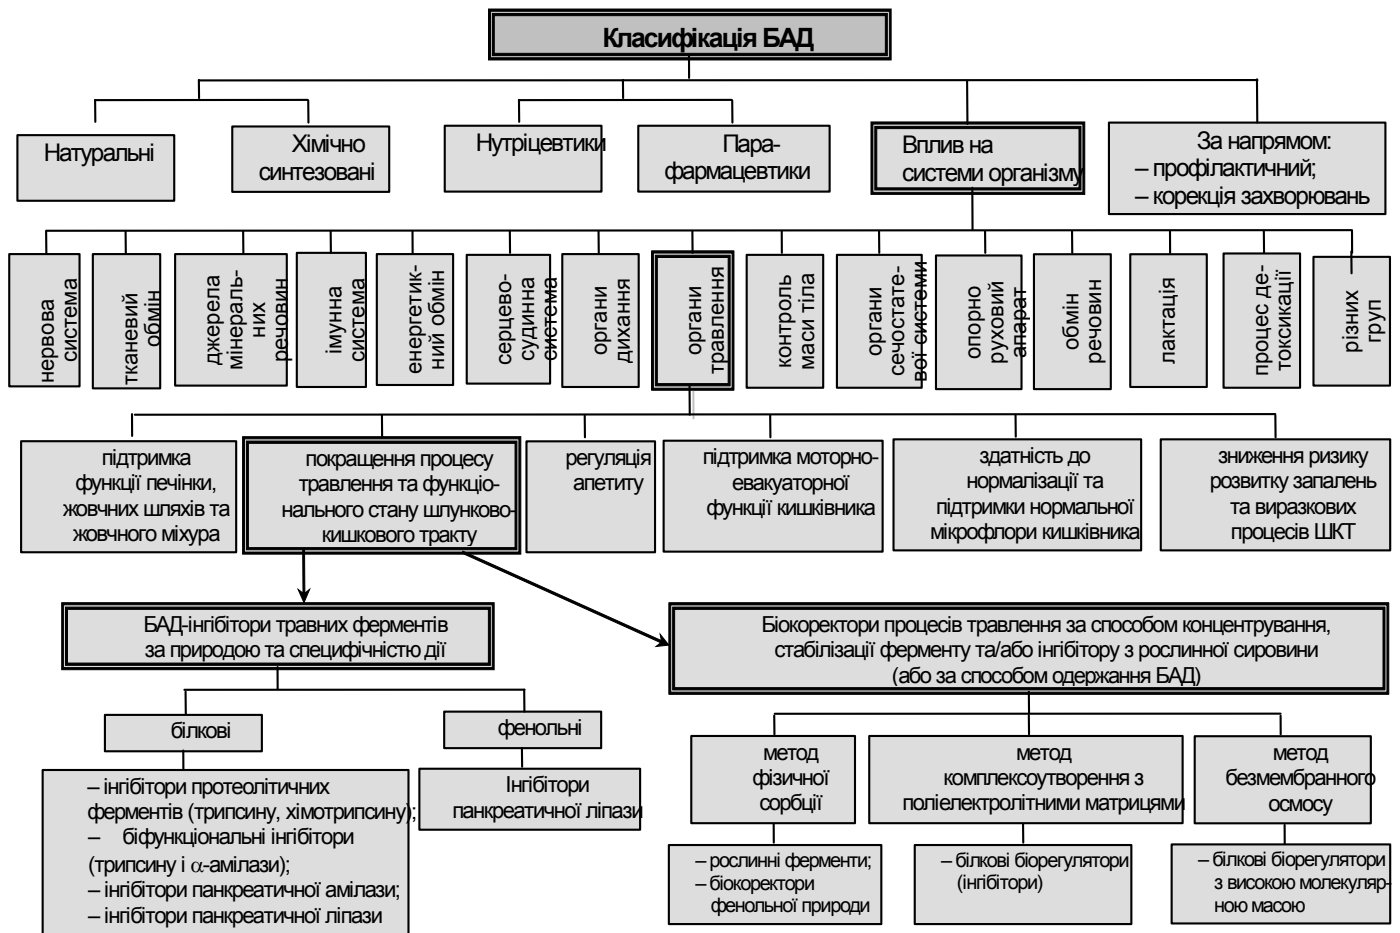 Класифікація БАД
Натуральні
Хімічно
синтезовані
Нутріцевтики
Пара-
фармацевтики
Вплив на
системи організму
За напрямом:
– профілактичний;
– корекція захворювань
нервова
система
тканевий
обмін
джерела
мінераль-
них
речовин
імунна
система
енергетик-
ний обмін
серцево-
судинна
система
органи
дихання
органи
травлення
контроль
маси тіла
органи
сечостате-
вої системи
опорно
руховий
апарат
обмін
речовин
лактація
процес де-
токсикації
різних
груп
підтримка
функції печінки,
жовчних шляхів та
жовчного міхура
покращення процесу
травлення та функціо-
нального стану шлунково-
кишкового тракту
регуляція
апетиту
підтримка моторно-
евакуаторної
функції кишківника
здатність до
нормалізації та
підтримки нормальної
мікрофлори кишківника
зниження ризику
розвитку запалень
та виразкових
процесів ШКТ
БАД-інгібітори травних ферментів
за природою та специфічністю дії
Біокоректори процесів травлення за способом концентрування,
стабілізації ферменту та/або інгібітору з рослинної сировини
(або за способом одержання БАД)
білкові
фенольні
– інгібітори протеолітичних
ферментів (трипсину, хімотрипсину);
– біфункціональні інгібітори
(трипсину і α-амілази);
– інгібітори панкреатичної амілази;
– інгібітори панкреатичної ліпази
Інгібітори
панкреатичної ліпази
метод
фізичної
сорбції
метод
комплексоутворення з
поліелектролітними матрицями
метод
безмембранного
осмосу
– рослинні ферменти;
– біокоректори
фенольної природи
– білкові біорегулятори
(інгібітори)
– білкові біорегулятори
з високою молекуляр-
ною масою